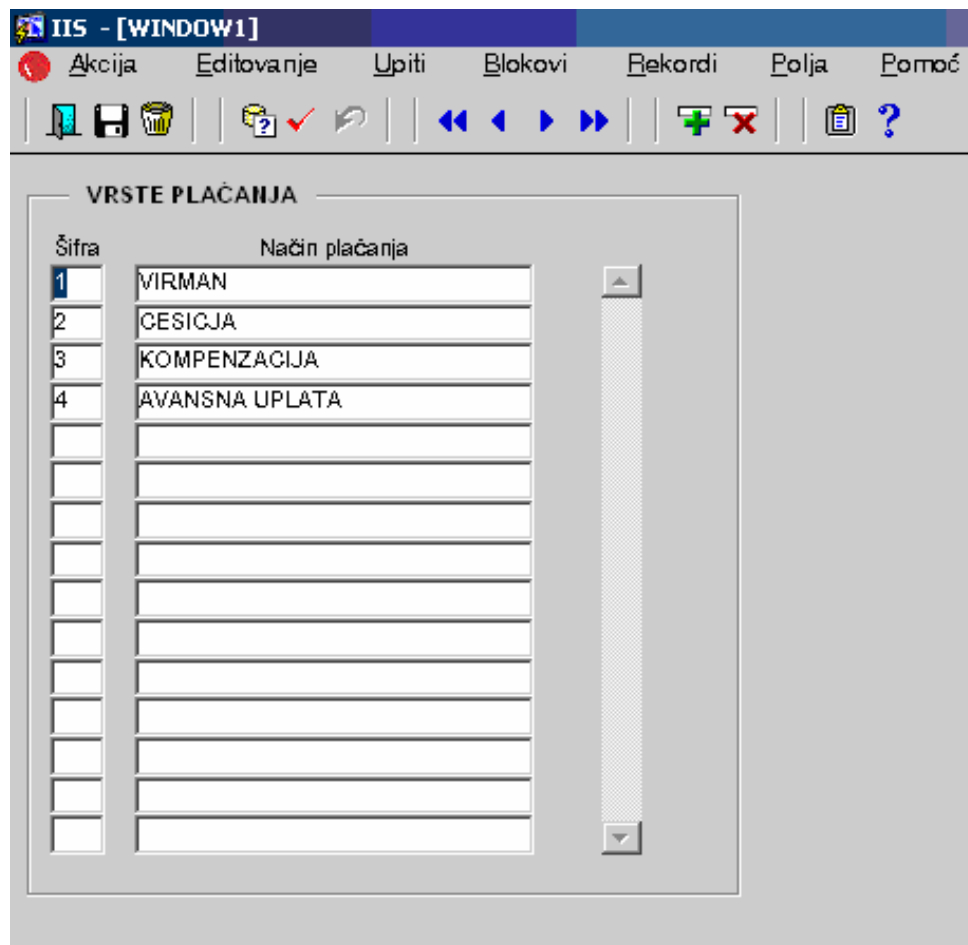 IIS - [WINDOW1]
Akcija Editovanje Upiti Blokovi Rekordi Polja Pomoć
VRSTE PLAĆANJA
Šifra Način plaćanja
1 VIRMAN
2 CESICJA
3 KOMPENZACIJA
4 AVANSNA UPLATA